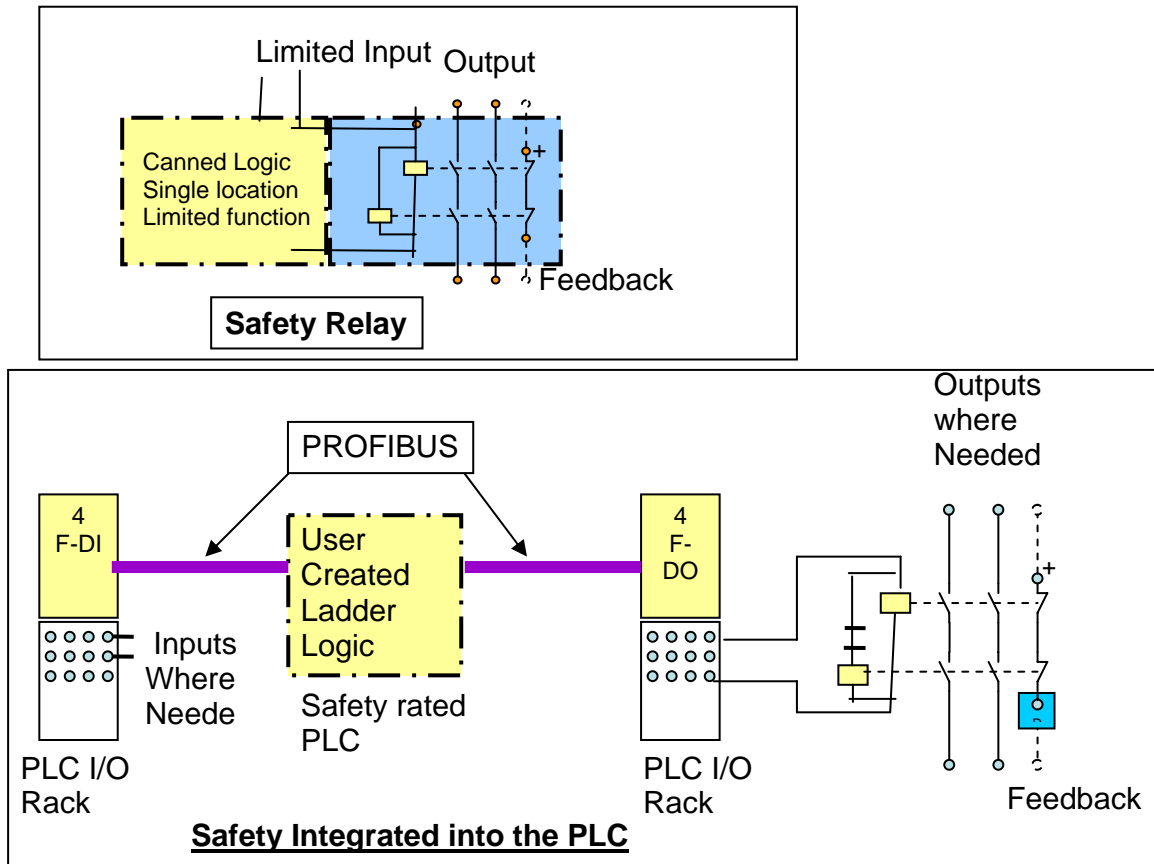 Limited Input
Output
Canned Logic
Single location
Limited function
+
Feedback
Safety Relay
Outputs
where
Needed
PROFIBUS
4
F-DI
User
Created
Ladder
Logic
4
F-
DO
+
Inputs
Where
Neede
Safety rated
PLC
PLC I/O
Rack
PLC I/O
Rack
Feedback
Safety Integrated into the PLC